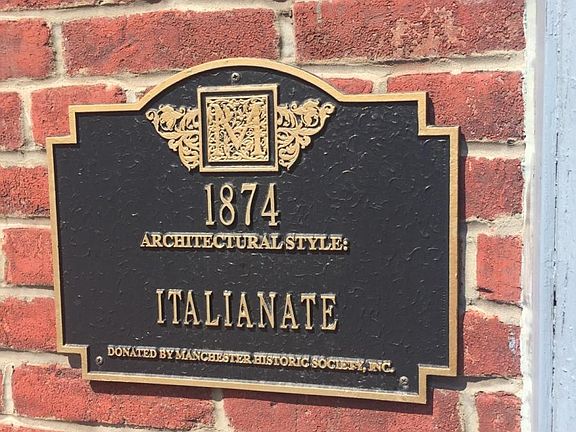 M
1874
ARCHITECTURAL STYLE:
ITALIANATE
DONATED BY MANCHESTER HISTORIC SOCIETY, INC.